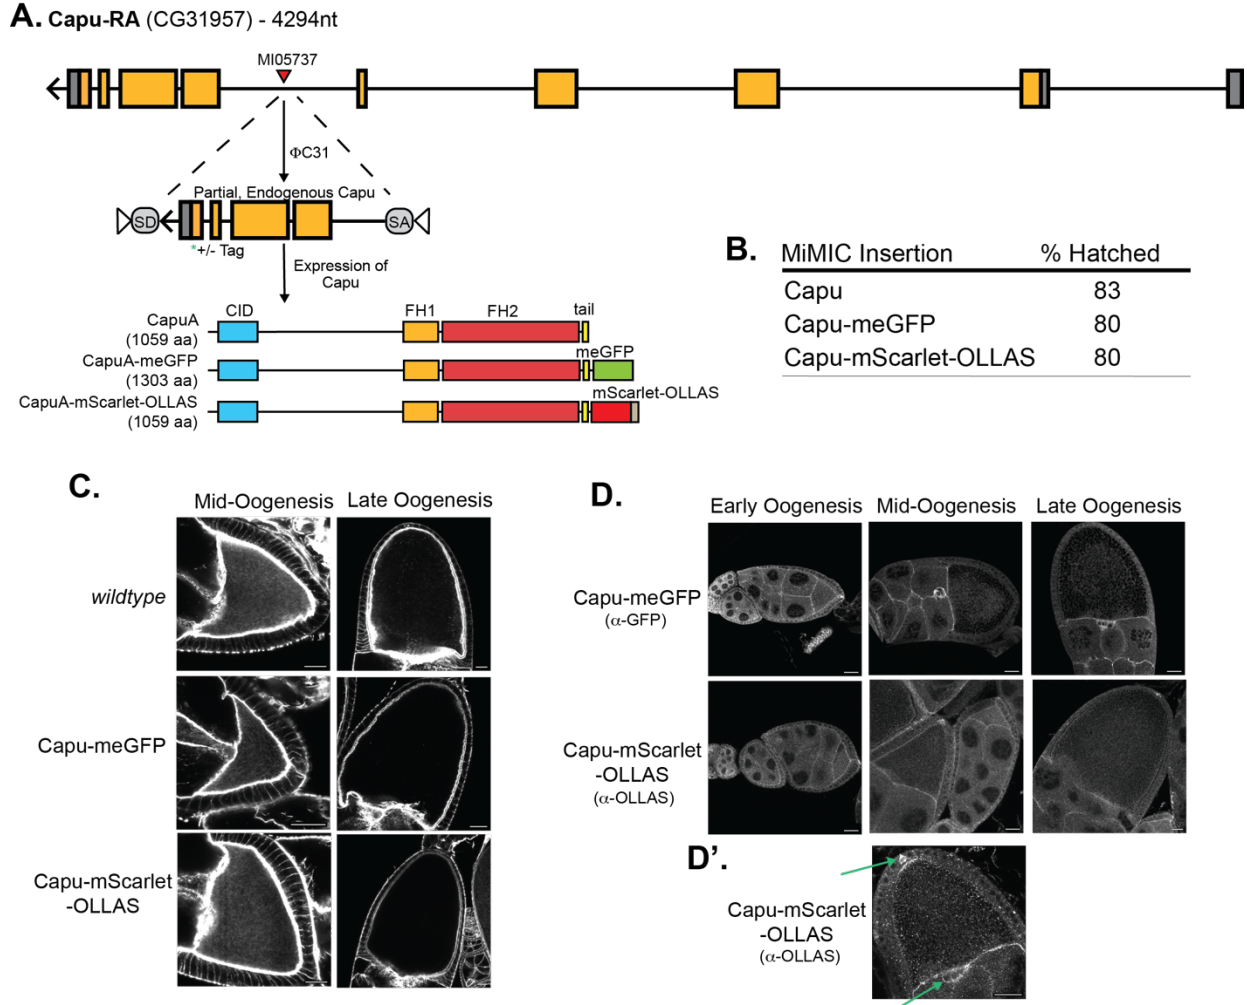 A. Capu-RA (CG31957) - 4294nt
MI05737
ΦC31
Partial, Endogenous Capu
SD
SA
*+/- Tag
Expression of
Capu
CID
FH1
FH2
tail
CapuA
(1059 aa)
meGFP
CapuA-meGFP
(1303 aa)
mScarlet-OLLAS
CapuA-mScarlet-OLLAS
(1059 aa)
B.
MiMIC Insertion % Hatched
Capu 83
Capu-meGFP 80
Capu-mScarlet-OLLAS 80
C.
Mid-Oogenesis Late Oogenesis
wildtype
Capu-meGFP
Capu-mScarlet
-OLLAS
D.
Early Oogenesis Mid-Oogenesis Late Oogenesis
Capu-meGFP
(α-GFP)
Capu-mScarlet
-OLLAS
(α-OLLAS)
D'.
Capu-mScarlet
-OLLAS
(α-OLLAS)